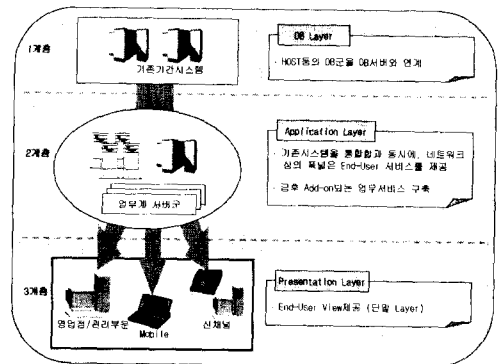 1계층
기존기간시스템
DB Layer
· HOST등의 DB군을 DB서버와 연계
2계층
업무계 서버군
Application Layer
· 기존시스템을 통합함과 동시에, 네트워크
상의 폭넓은 End-User 서비스를 제공
· 금후 Add-on되는 업무서비스 구축
3계층
영업점/관리부문
Mobile
신채널
Presentation Layer
· End-User View제공 (단말 Layer)